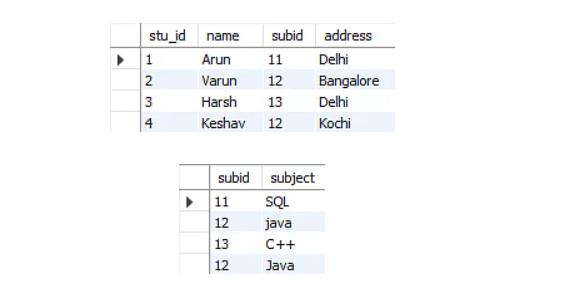 stu_id name subid address
1 Arun 11 Delhi
2 Varun 12 Bangalore
3 Harsh 13 Delhi
4 Keshav 12 Kochi
subid subject
11 SQL
12 java
13 C++
12 Java